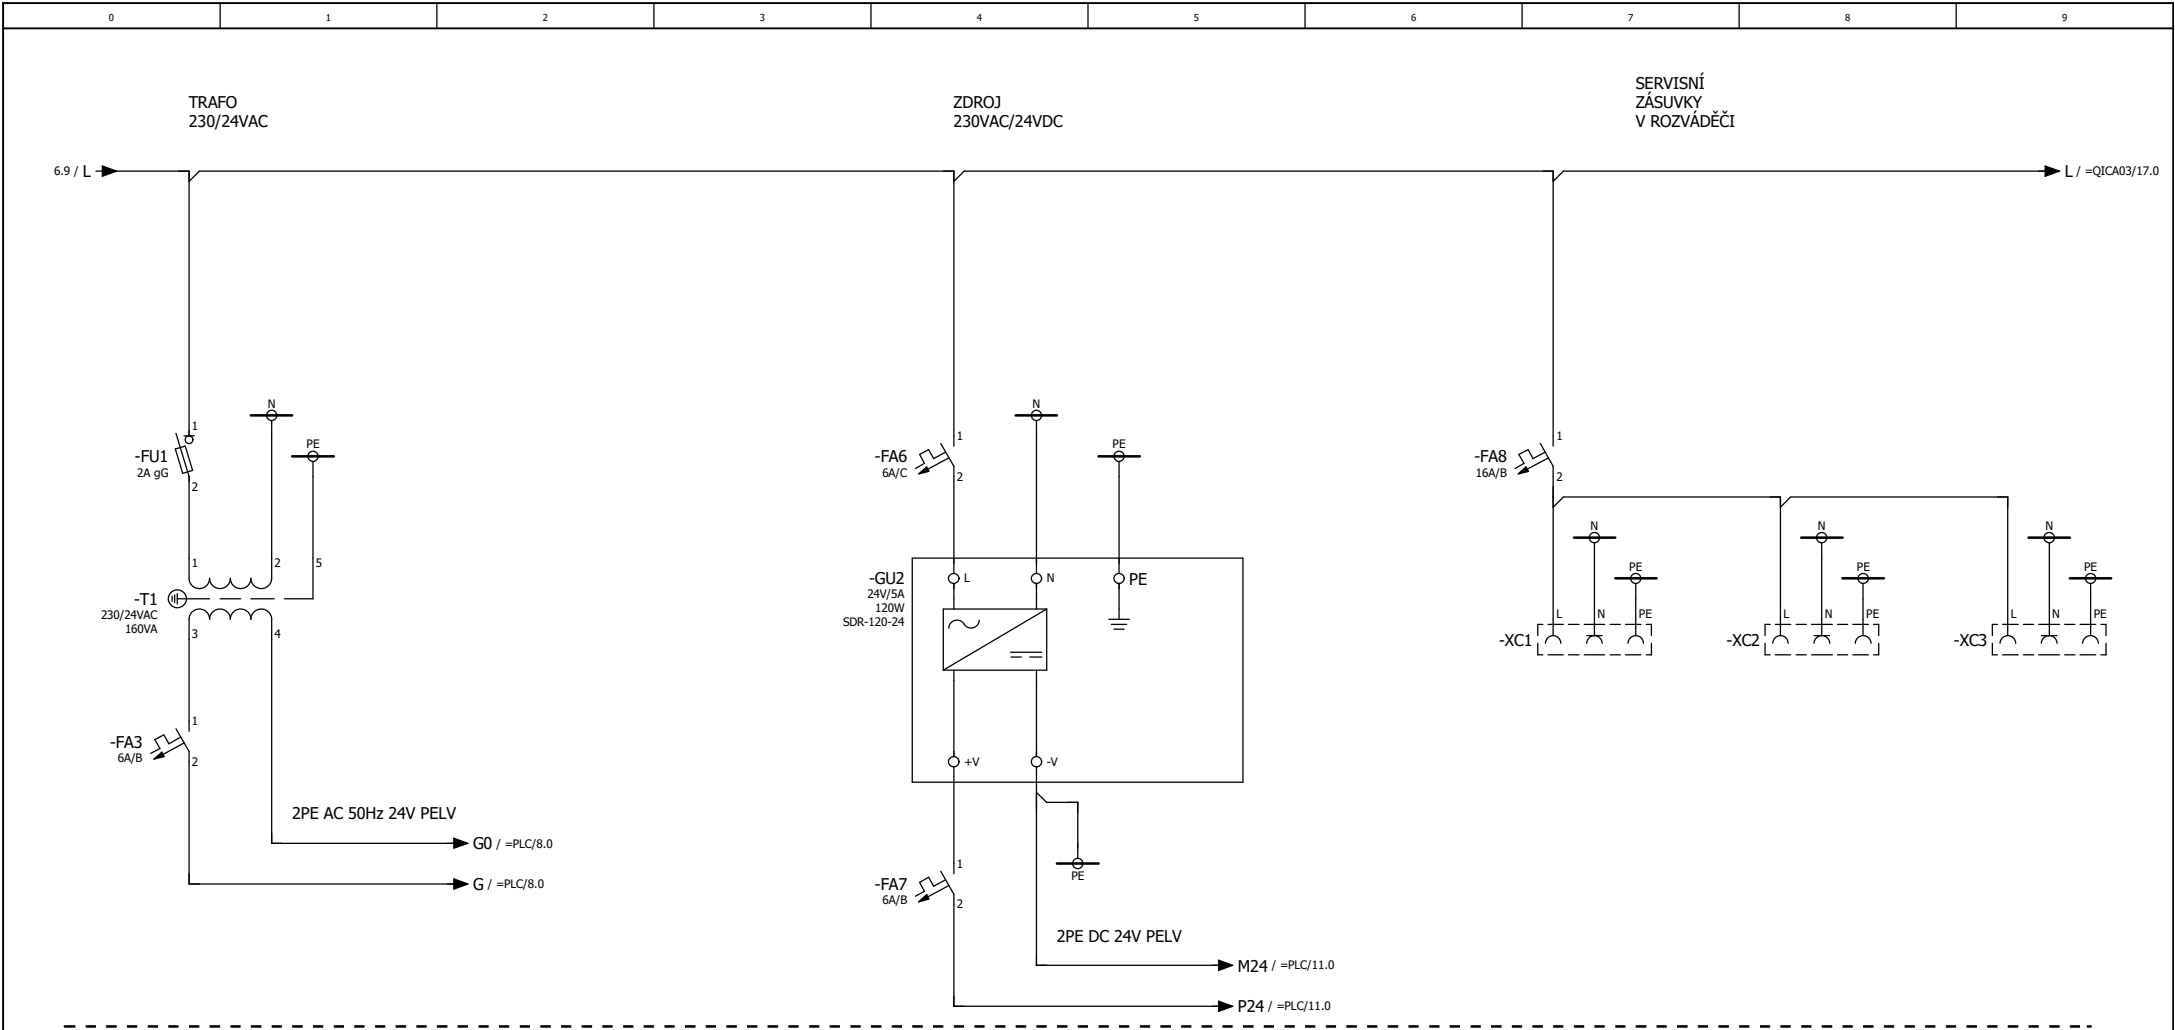 0 1 2 3 4 5 6 7 8 9
TRAFO
230/24VAC
ZDROJ
230VAC/24VDC
SERVISNÍ
ZÁSUVKY
V ROZVÁDĚČI
6.9 / L
L / =QICA03/17.0
N
PE
1
-FU1
2A gG
2
1
2
5
-T1
230/24VAC
160VA
3
4
1
-FA3
6A/B
2
2PE AC 50Hz 24V PELV
G0 / =PLC/8.0
G / =PLC/8.0
N
PE
1
-FA6
6A/C
2
-GU2
24V/5A
120W
SDR-120-24
L
N
PE
+V
-V
PE
1
-FA7
6A/B
2
2PE DC 24V PELV
M24 / =PLC/11.0
P24 / =PLC/11.0
1
-FA8
16A/B
2
N
PE
L
N
PE
-XC1
N
PE
L
N
PE
-XC2
N
PE
L
N
PE
-XC3